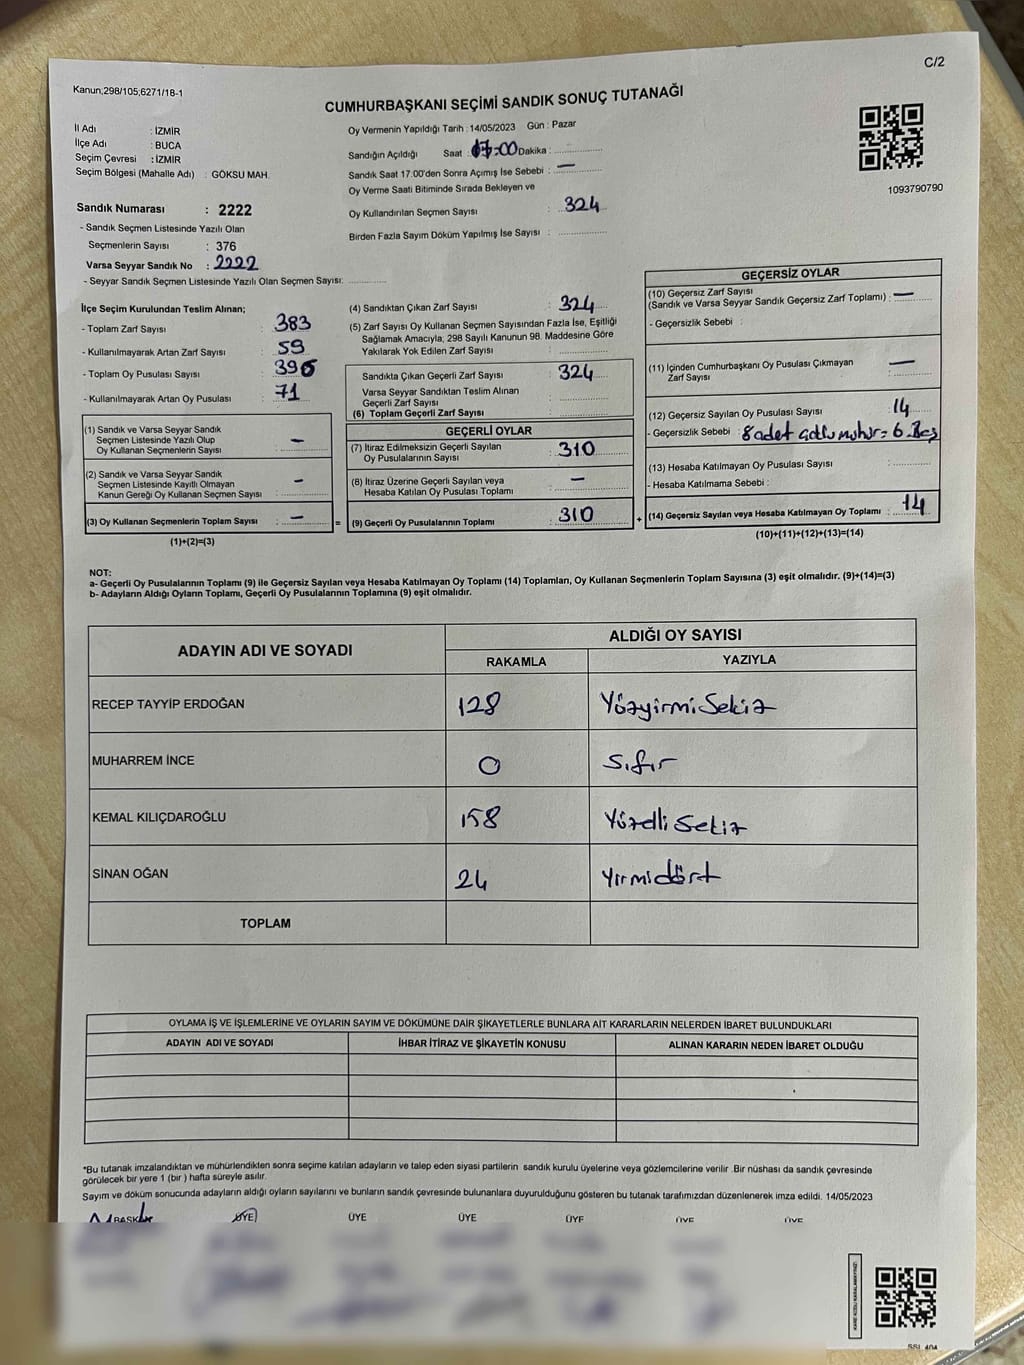 C/2
Kanun;298/105;6271/18-1
CUMHURBAŞKANI SEÇİMİ SANDIK SONUÇ TUTANAĞI
İl Adı : İZMİR
İlçe Adı : BUCA
Seçim Çevresi : İZMİR
Seçim Bölgesi (Mahalle Adı) : GÖKSU MAH.
Sandık Numarası : 2222
- Sandık Seçmen Listesinde Yazılı Olan
Seçmenlerin Sayısı : 376
Varsa Seyyar Sandık No : 2222
- Seyyar Sandık Seçmen Listesinde Yazılı Olan Seçmen Sayısı: ..............
Oy Vermenin Yapıldığı Tarih : 14/05/2023 Gün : Pazar
Sandığın Açıldığı Saat : 17:00 Dakika : ..............
Sandık Saat 17.00'den Sonra Açımış İse Sebebi : —
Oy Verme Saati Bitiminde Sırada Bekleyen ve
Oy Kullandırılan Seçmen Sayısı : 324
Birden Fazla Sayım Döküm Yapılmış İse Sayısı : ..............
1093790790
İlçe Seçim Kurulundan Teslim Alınan;
- Toplam Zarf Sayısı : 383
- Kullanılmayarak Artan Zarf Sayısı : 59
- Toplam Oy Pusulası Sayısı : 395
- Kullanılmayarak Artan Oy Pusulası : 71
(1) Sandık ve Varsa Seyyar Sandık
Seçmen Listesinde Yazılı Olup
Oy Kullanan Seçmenlerin Sayısı : —
(2) Sandık ve Varsa Seyyar Sandık
Seçmen Listesinde Kayıtlı Olmayan
Kanun Gereği Oy Kullanan Seçmen Sayısı : —
(3) Oy Kullanan Seçmenlerin Toplam Sayısı : —
(1)+(2)=(3)
=
(4) Sandıktan Çıkan Zarf Sayısı : 324
(5) Zarf Sayısı Oy Kullanan Seçmen Sayısından Fazla İse, Eşitliği
Sağlamak Amacıyla, 298 Sayılı Kanunun 98. Maddesine Göre
Yakılarak Yok Edilen Zarf Sayısı : ..............
Sandıkta Çıkan Geçerli Zarf Sayısı : 324
Varsa Seyyar Sandıktan Teslim Alınan
Geçerli Zarf Sayısı : ..............
(6) Toplam Geçerli Zarf Sayısı : ..............
GEÇERLİ OYLAR
(7) İtiraz Edilmeksizin Geçerli Sayılan
Oy Pusulalarının Sayısı : 310
(8) İtiraz Üzerine Geçerli Sayılan veya
Hesaba Katılan Oy Pusulası Toplamı : —
(9) Geçerli Oy Pusulalarının Toplamı : 310
+
GEÇERSİZ OYLAR
(10) Geçersiz Zarf Sayısı
(Sandık ve Varsa Seyyar Sandık Geçersiz Zarf Toplamı) : —
- Geçersizlik Sebebi :
(11) İçinden Cumhurbaşkanı Oy Pusulası Çıkmayan
Zarf Sayısı : —
(12) Geçersiz Sayılan Oy Pusulası Sayısı : 14
- Geçersizlik Sebebi : 8 adet mühür = 6. Boş
(13) Hesaba Katılmayan Oy Pusulası Sayısı : ..............
- Hesaba Katılmama Sebebi :
(14) Geçersiz Sayılan veya Hesaba Katılmayan Oy Toplamı : 14
(10)+(11)+(12)+(13)=(14)
NOT:
a- Geçerli Oy Pusulalarının Toplamı (9) ile Geçersiz Sayılan veya Hesaba Katılmayan Oy Toplamı (14) Toplamları, Oy Kullanan Seçmenlerin Toplam Sayısına (3) eşit olmalıdır. (9)+(14)=(3)
b- Adayların Aldığı Oyların Toplamı, Geçerli Oy Pusulalarının Toplamına (9) eşit olmalıdır.
ADAYIN ADI VE SOYADI
ALDIĞI OY SAYISI
RAKAMLA YAZIYLA
RECEP TAYYİP ERDOĞAN 128 Yüzyirmi Sekiz
MUHARREM İNCE 0 Sıfır
KEMAL KILIÇDAROĞLU 158 Yüzelli Sekiz
SİNAN OĞAN 24 Yirmidört
TOPLAM
OYLAMA İŞ VE İŞLEMLERİNE VE OYLARIN SAYIM VE DÖKÜMÜNE DAİR ŞİKAYETLERLE BUNLARA AİT KARARLARIN NELERDEN İBARET BULUNDUKLARI
ADAYIN ADI VE SOYADI İHBAR İTİRAZ VE ŞİKAYETİN KONUSU ALINAN KARARIN NEDEN İBARET OLDUĞU
*Bu tutanak imzalandıktan ve mühürlendikten sonra seçime katılan adayların ve talep eden siyasi partilerin sandık kurulu üyelerine veya gözlemcilerine verilir .Bir nüshası da sandık çevresinde
görülecek bir yere 1 (bir ) hafta süreyle asılır.
Sayım ve döküm sonucunda adayların aldığı oyların sayılarını ve bunların sandık çevresinde bulunanlara duyurulduğunu gösteren bu tutanak tarafımızdan düzenlenerek imza edildi. 14/05/2023
BAŞK ÜYE ÜYE ÜYE ÜYE ÜYE ÜYE
KARE KODU KARALAMAYINIZ!